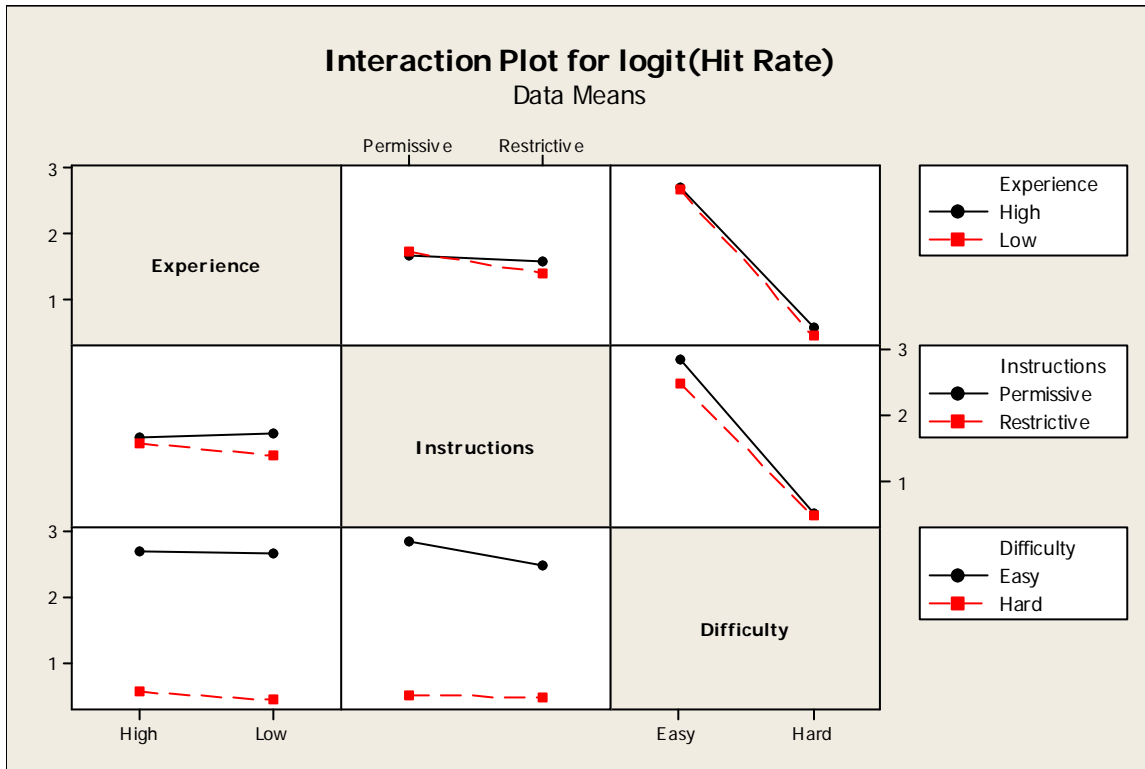 Interaction Plot for logit(Hit Rate)
Data Means
Permissive Restrictive
3
2
1
Experience
Experience
High
Low
Instructions
3
2
1
Instructions
Permissive
Restrictive
3
2
1
Difficulty
Difficulty
Easy
Hard
High Low
Easy Hard